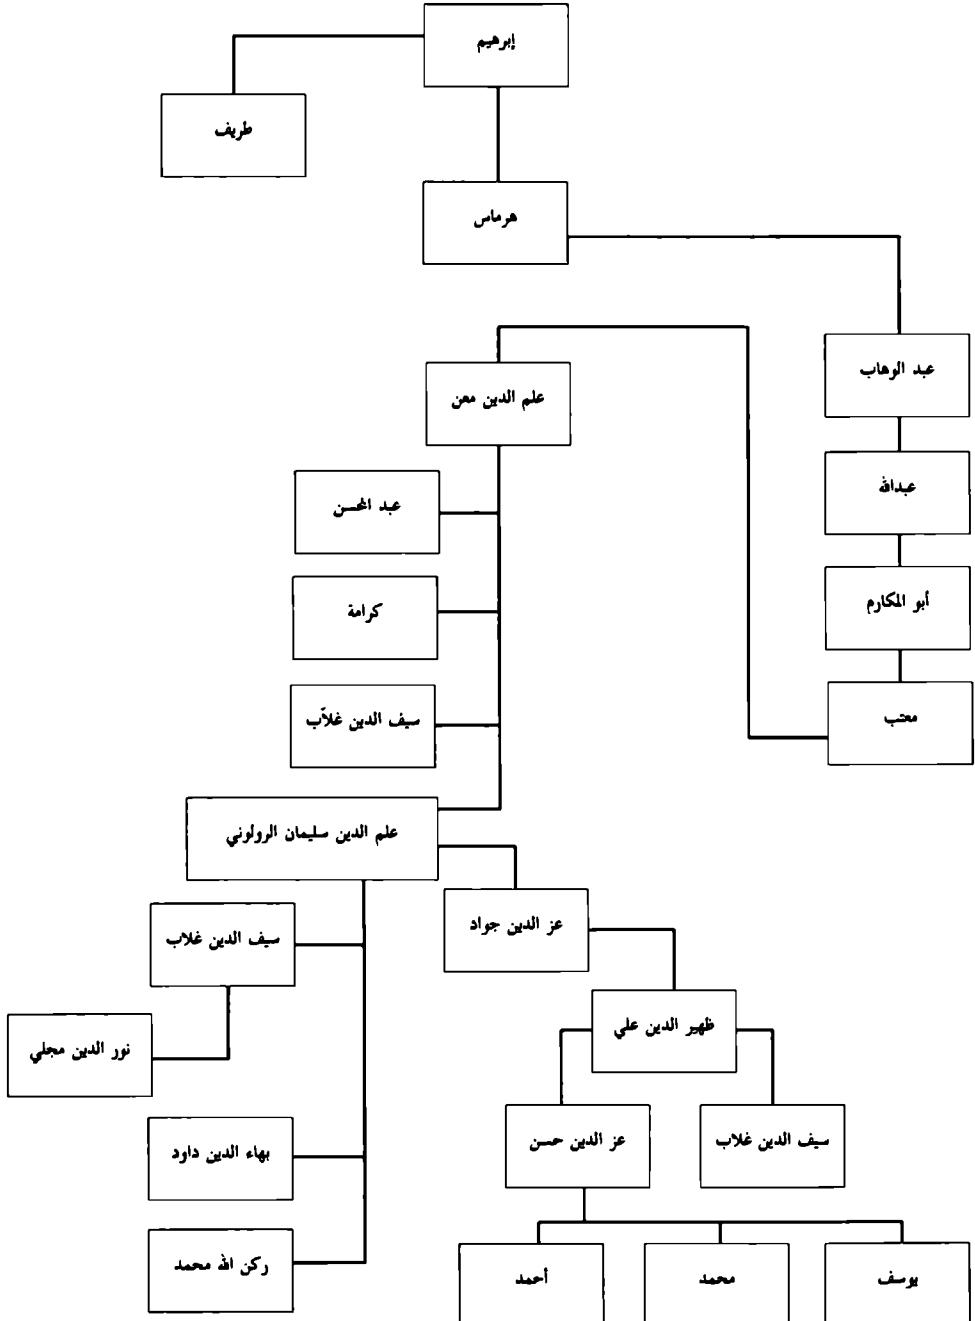 إبرهيم
طريف
هرماس
عبد الوهاب
علم الدين معن
عبدالله
عبد المحسن
أبو المكارم
كرامة
معتب
سيف الدين غلاّب
علم الدين سليمان الرولوني
عز الدين جواد
سيف الدين غلاب
ظهير الدين علي
نور الدين مجلي
سيف الدين غلاب
عز الدين حسن
بهاء الدين داود
ركن الله محمد
يوسف
محمد
أحمد